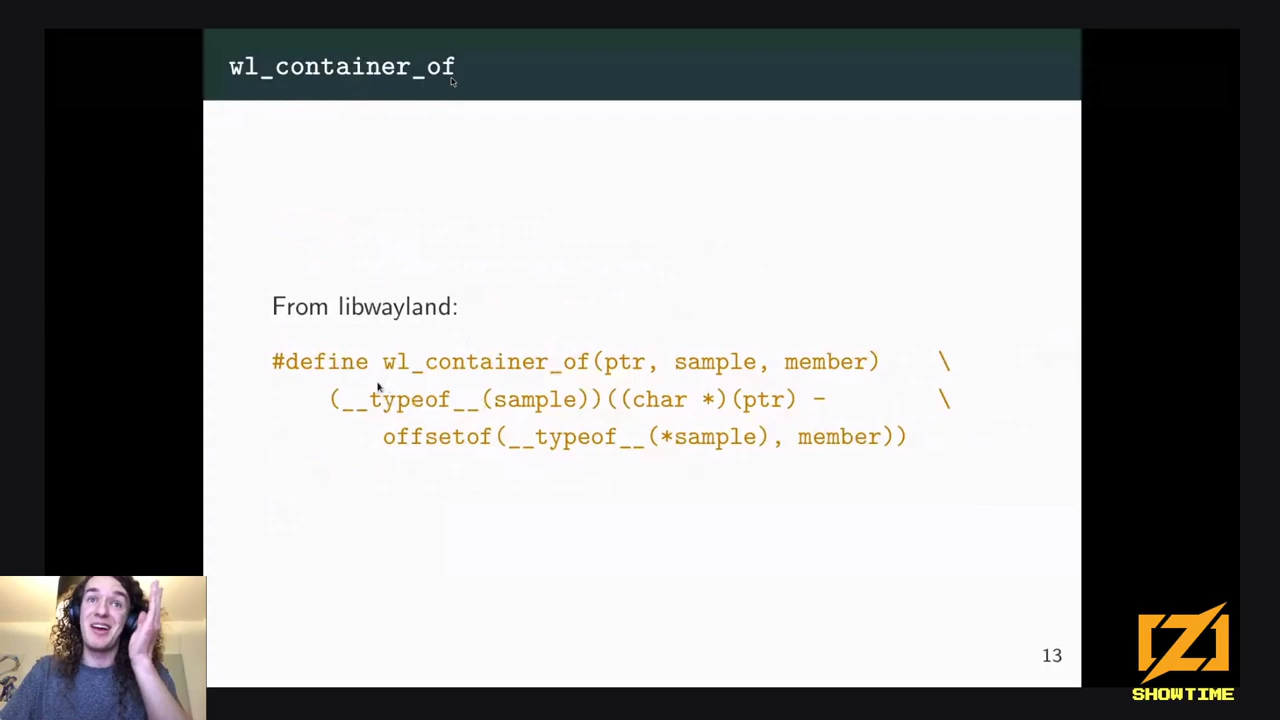 wl_container_of
From libwayland:
#define wl_container_of(ptr, sample, member) \
(__typeof__(sample))((char *)(ptr) - \
offsetof(__typeof__(*sample), member))
13
Z
SHOWTIME